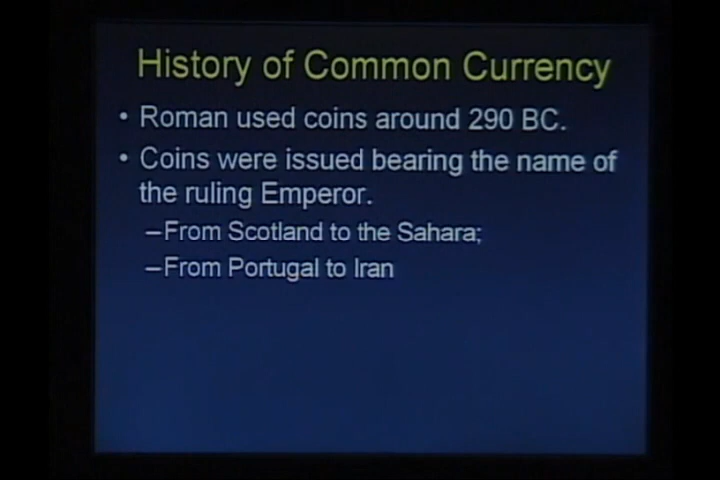 History of Common Currency
• Roman used coins around 290 BC.
• Coins were issued bearing the name of
the ruling Emperor.
–From Scotland to the Sahara;
–From Portugal to Iran